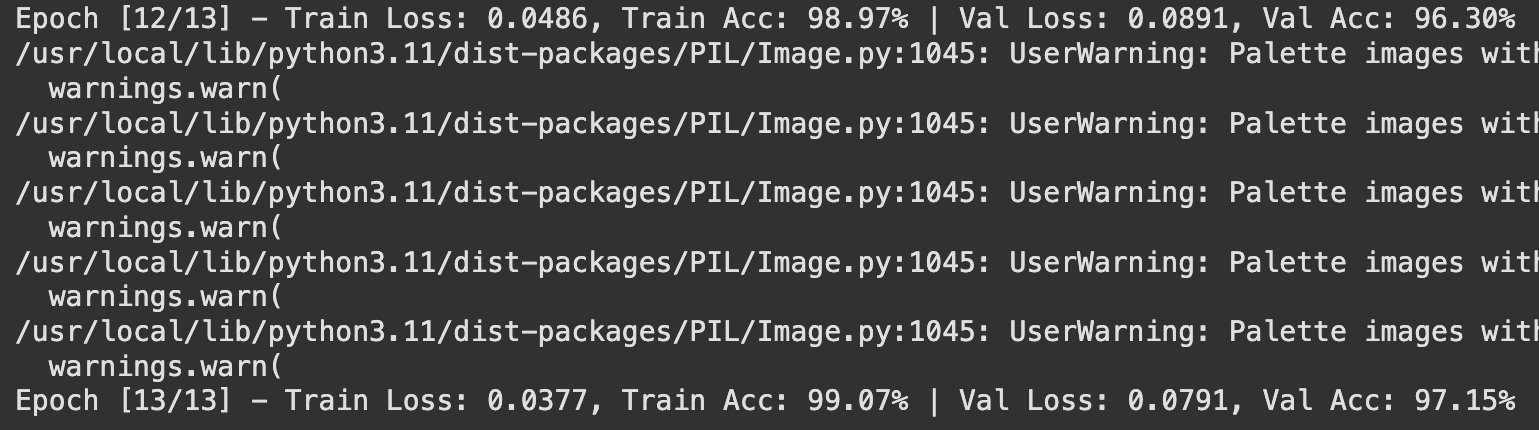 Epoch [12/13] - Train Loss: 0.0486, Train Acc: 98.97% | Val Loss: 0.0891, Val Acc: 96.30%
/usr/local/lib/python3.11/dist-packages/PIL/Image.py:1045: UserWarning: Palette images with
  warnings.warn(
/usr/local/lib/python3.11/dist-packages/PIL/Image.py:1045: UserWarning: Palette images with
  warnings.warn(
/usr/local/lib/python3.11/dist-packages/PIL/Image.py:1045: UserWarning: Palette images with
  warnings.warn(
/usr/local/lib/python3.11/dist-packages/PIL/Image.py:1045: UserWarning: Palette images with
  warnings.warn(
/usr/local/lib/python3.11/dist-packages/PIL/Image.py:1045: UserWarning: Palette images with
  warnings.warn(
Epoch [13/13] - Train Loss: 0.0377, Train Acc: 99.07% | Val Loss: 0.0791, Val Acc: 97.15%